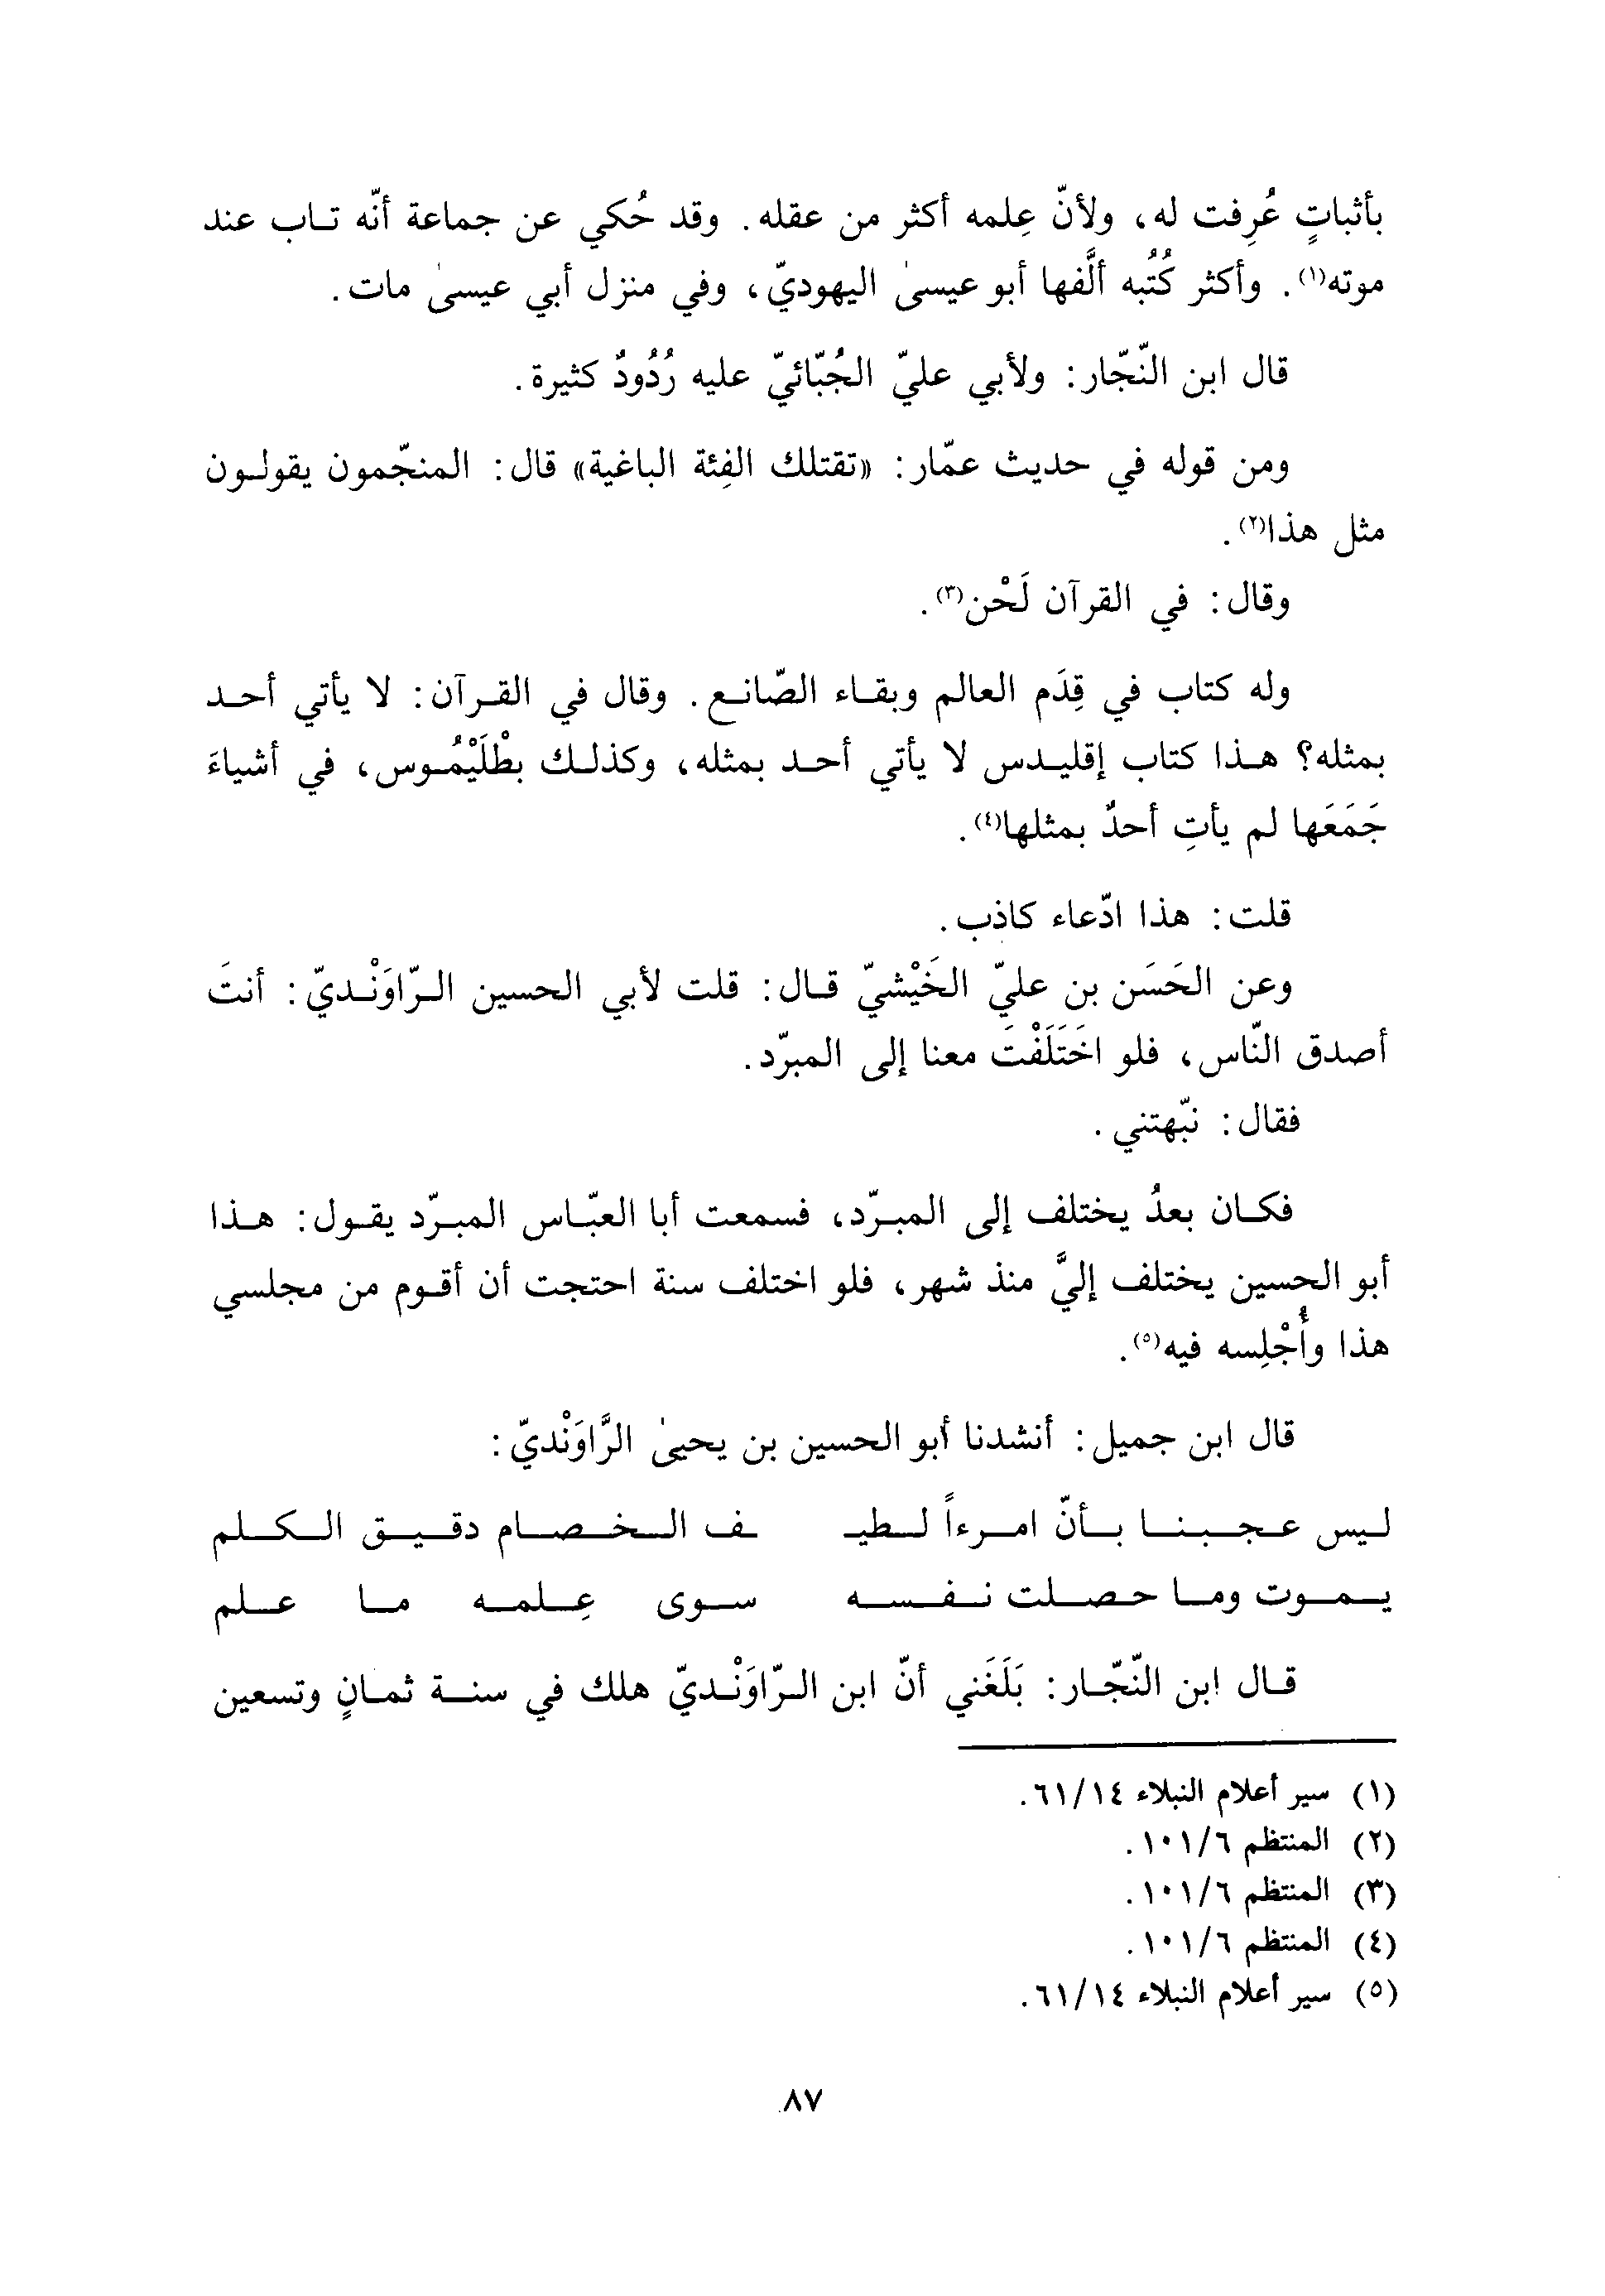 بأثباتٍ عُرِفت له، ولأنّ عِلمه أكثر من عقله. وقد حُكي عن جماعة أنّه تاب عند
موته(١). وأكثر كُتُبه ألَّفها أبو عيسىٰ اليهوديّ، وفي منزل أبي عيسىٰ مات.
قال ابن النّجّار: ولأبي عليّ الجُبّائيّ عليه رُدُودٌ كثيرة.
ومن قوله في حديث عمّار: «تقتلك الفِئة الباغية» قال: المنجّمون يقولون
مثل هذا(٢).
وقال: في القرآن لَحْن(٣).
وله كتاب في قِدَم العالم وبقاء الصّانع. وقال في القرآن: لا يأتي أحد
بمثله؟ هذا كتاب إقليدس لا يأتي أحد بمثله، وكذلك بطْلَيْمُوس، في أشياءَ
جَمَعَها لم يأتِ أحدٌ بمثلها(٤).
قلت: هذا ادّعاء كاذب.
وعن الحَسَن بن عليّ الخَيْشيّ قال: قلت لأبي الحسين الرّاوَنْديّ: أنتَ
أصدق النّاس، فلو اخَتَلَفْتَ معنا إلى المبرّد.
فقال: نبّهتني.
فكان بعدُ يختلف إلى المبرّد، فسمعت أبا العبّاس المبرّد يقول: هذا
أبو الحسين يختلف إليَّ منذ شهر، فلو اختلف سنة احتجت أن أقوم من مجلسي
هذا وأُجْلِسه فيه(٥).
قال ابن جميل: أنشدنا أبو الحسين بن يحيىٰ الرَّاوَنْديّ:
ليس عجبنا بأنّ امرءاً لطيـ ـف الخصام دقيق الكلم
يموت وما حصلت نفسه سوى عِلمه ما علم
قال ابن النّجّار: بَلَغَني أنّ ابن الرّاوَنْديّ هلك في سنة ثمانٍ وتسعين
(١) سير أعلام النبلاء ٦١/١٤.
(٢) المنتظم ١٠١/٦.
(٣) المنتظم ١٠١/٦.
(٤) المنتظم ١٠١/٦.
(٥) سير أعلام النبلاء ٦١/١٤.
٨٧